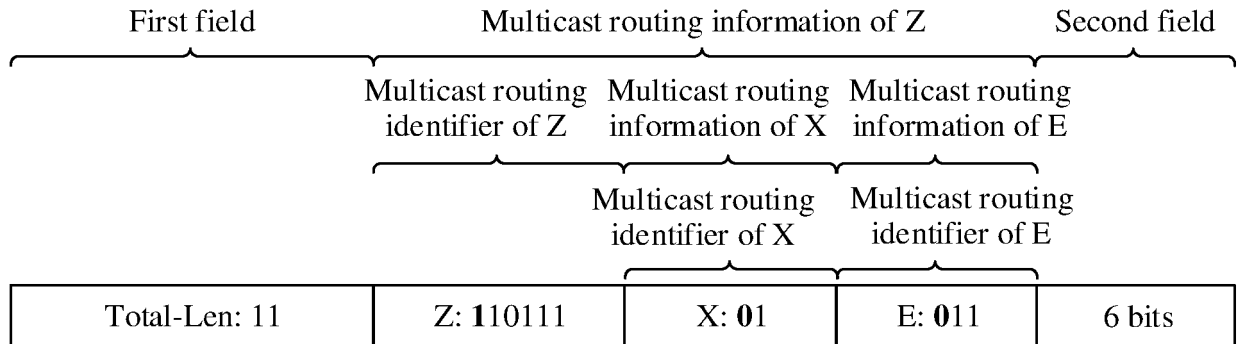 First field Multicast routing information of Z Second field
Multicast routing Multicast routing Multicast routing
identifier of Z information of X information of E
Multicast routing Multicast routing
identifier of X identifier of E
Total-Len: 11 Z: 110111 X: 01 E: 011 6 bits